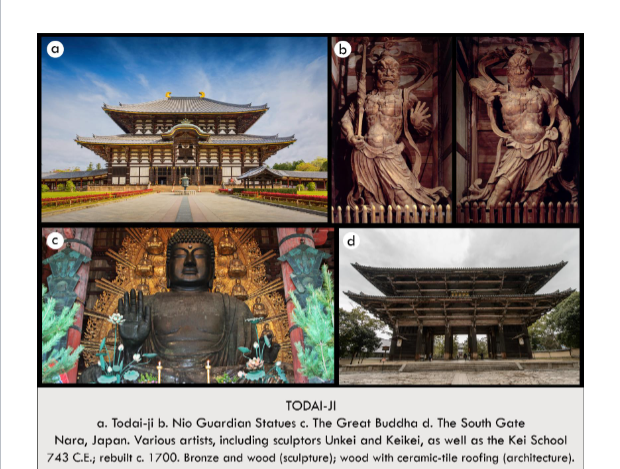 a
b
c
d
TODAI-JI
a. Todai-ji b. Nio Guardian Statues c. The Great Buddha d. The South Gate
Nara, Japan. Various artists, including sculptors Unkei and Keikei, as well as the Kei School
743 C.E.; rebuilt c. 1700. Bronze and wood (sculpture); wood with ceramic-tile roofing (architecture).